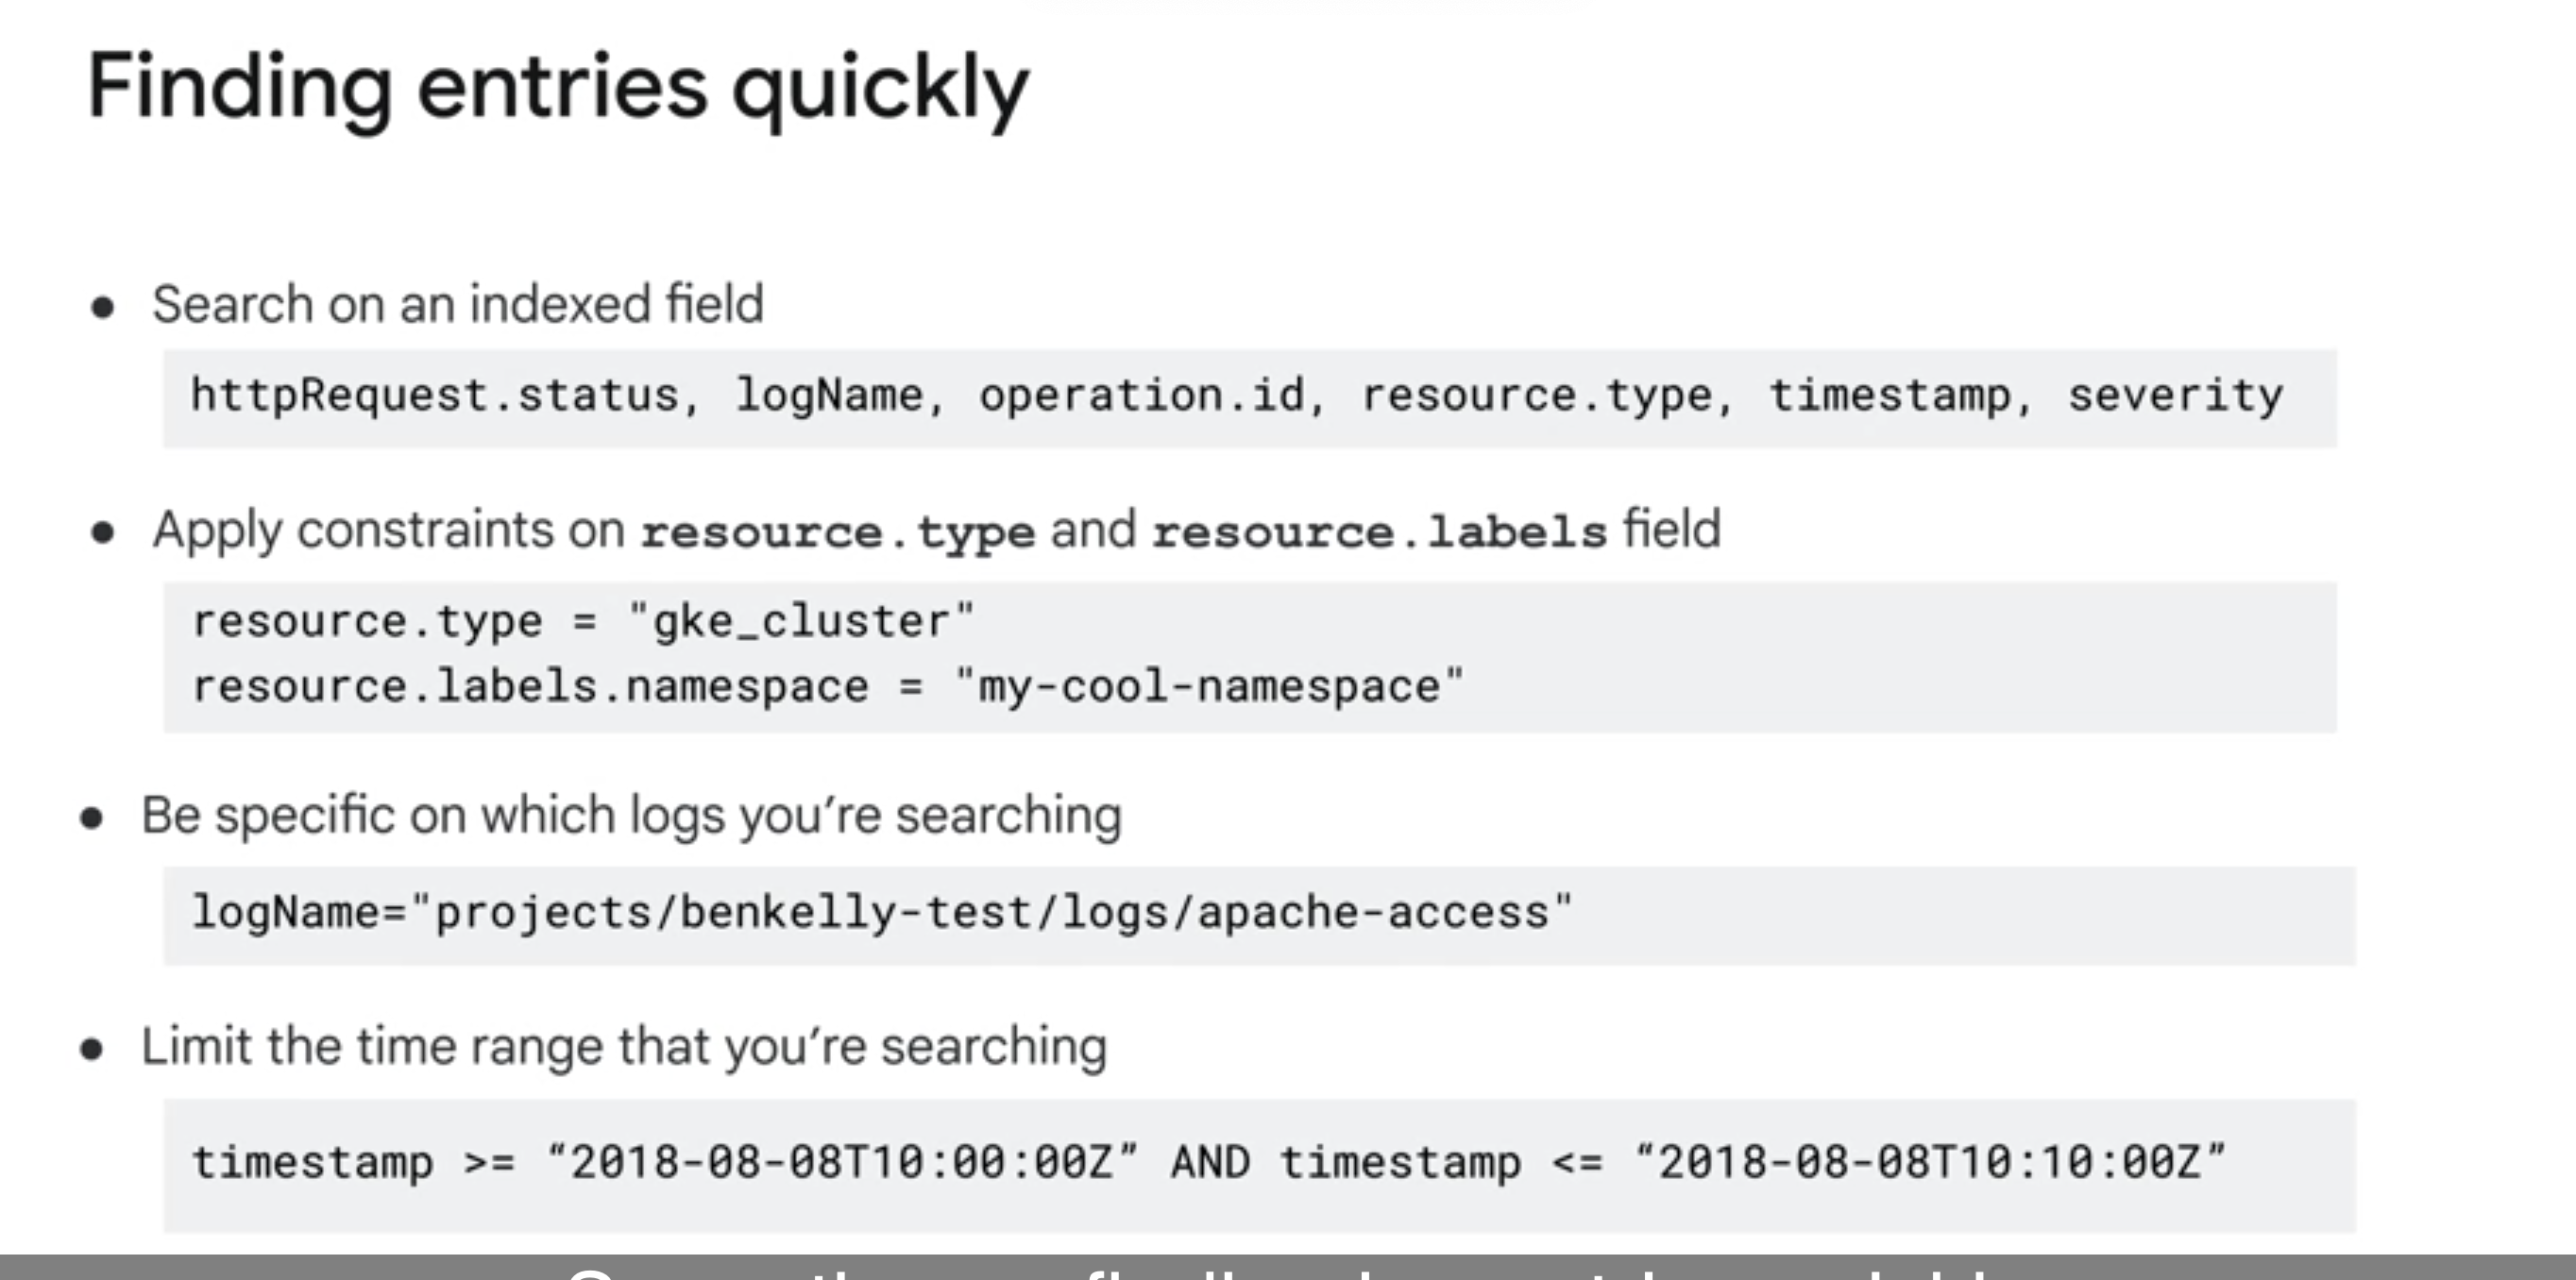 Finding entries quickly
● Search on an indexed field
httpRequest.status, logName, operation.id, resource.type, timestamp, severity
● Apply constraints on resource.type and resource.labels field
resource.type = "gke_cluster"
resource.labels.namespace = "my-cool-namespace"
● Be specific on which logs you’re searching
logName="projects/benkelly-test/logs/apache-access"
● Limit the time range that you’re searching
timestamp >= “2018-08-08T10:00:00Z” AND timestamp <= “2018-08-08T10:10:00Z”